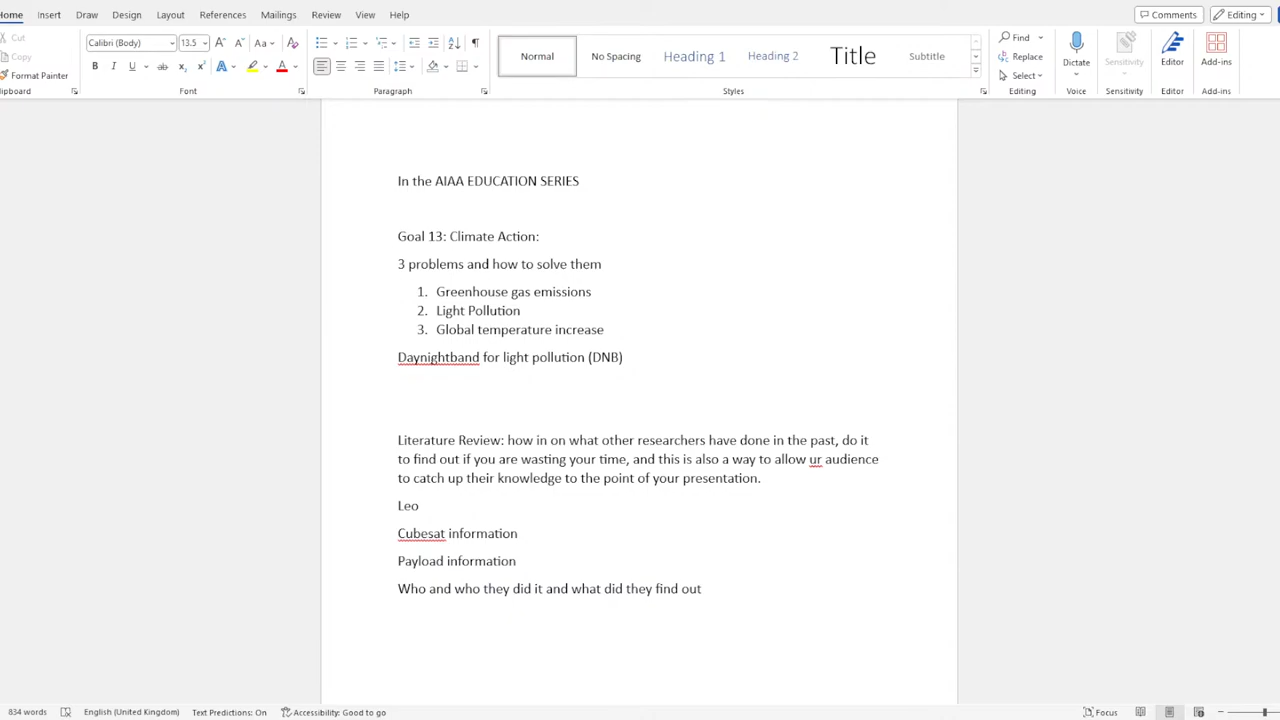 Home Insert Draw Design Layout References Mailings Review View Help Comments Editing
Cut
Copy
Format Painter
Calibri (Body) 13.5 Aa
Normal No Spacing Heading 1 Heading 2 Title Subtitle
Find
Replace
Select
Dictate Sensitivity Editor Add-ins
lipboard Font Paragraph Styles Editing Voice Sensitivity Editor Add-ins
In the AIAA EDUCATION SERIES
Goal 13: Climate Action:
3 problems and how to solve them
1. Greenhouse gas emissions
2. Light Pollution
3. Global temperature increase
Daynightband for light pollution (DNB)
Literature Review: how in on what other researchers have done in the past, do it
to find out if you are wasting your time, and this is also a way to allow ur audience
to catch up their knowledge to the point of your presentation.
Leo
Cubesat information
Payload information
Who and who they did it and what did they find out
834 words English (United Kingdom) Text Predictions: On Accessibility: Good to go Focus